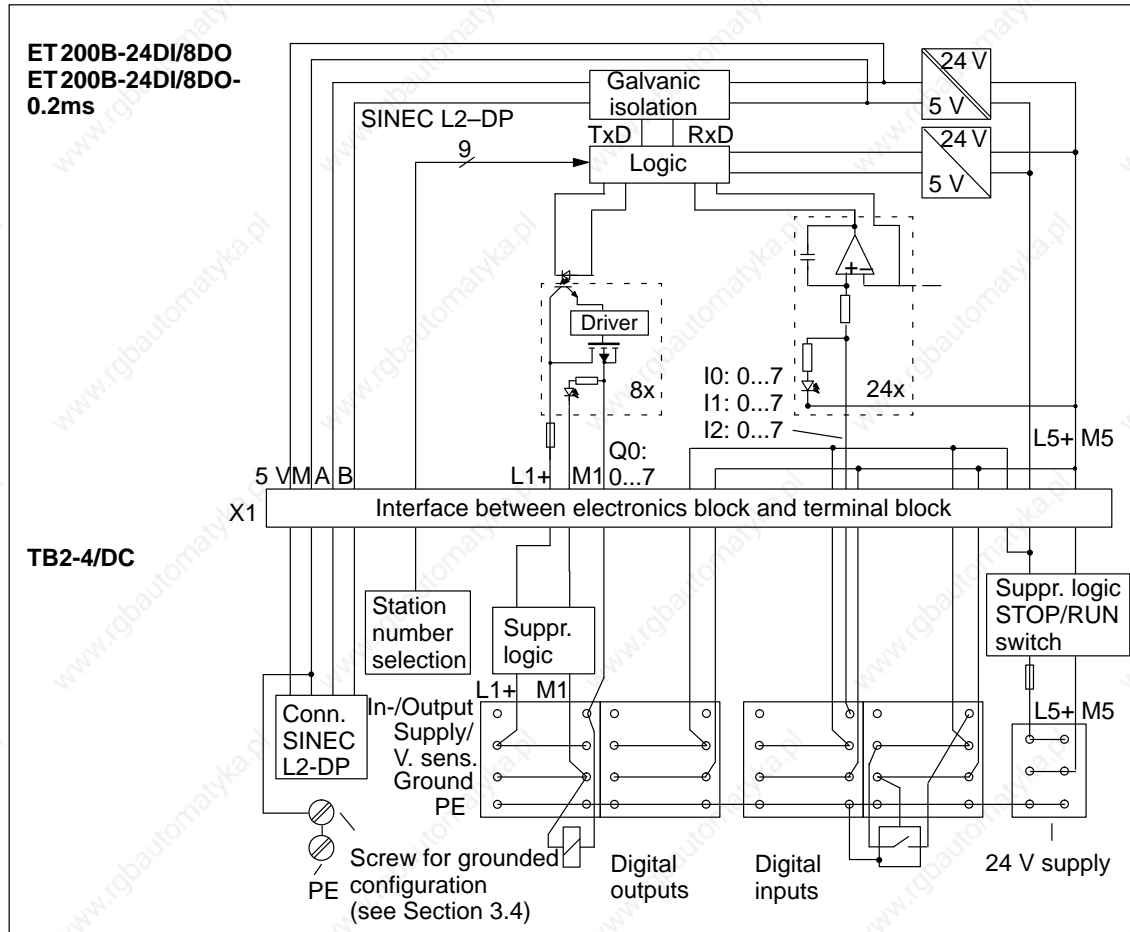 ET 200B-24DI/8DO
ET 200B-24DI/8DO-
0.2ms
SINEC L2–DP
Galvanic
isolation
24 V
5 V
TxD
RxD
9
Logic
24 V
5 V
Driver
8x
24x
I0: 0...7
I1: 0...7
I2: 0...7
L5+ M5
Q0:
0...7
5 V M A B
L1+ M1
X1
Interface between electronics block and terminal block
TB2-4/DC
Station
number
selection
Suppr.
logic
Suppr. logic
STOP/RUN
switch
L1+ M1
L5+ M5
Conn.
SINEC
L2-DP
In-/Output
Supply/
V. sens.
Ground
PE
PE
Screw for grounded
configuration
(see Section 3.4)
Digital
outputs
Digital
inputs
24 V supply
www.rgbautomatyka.pl